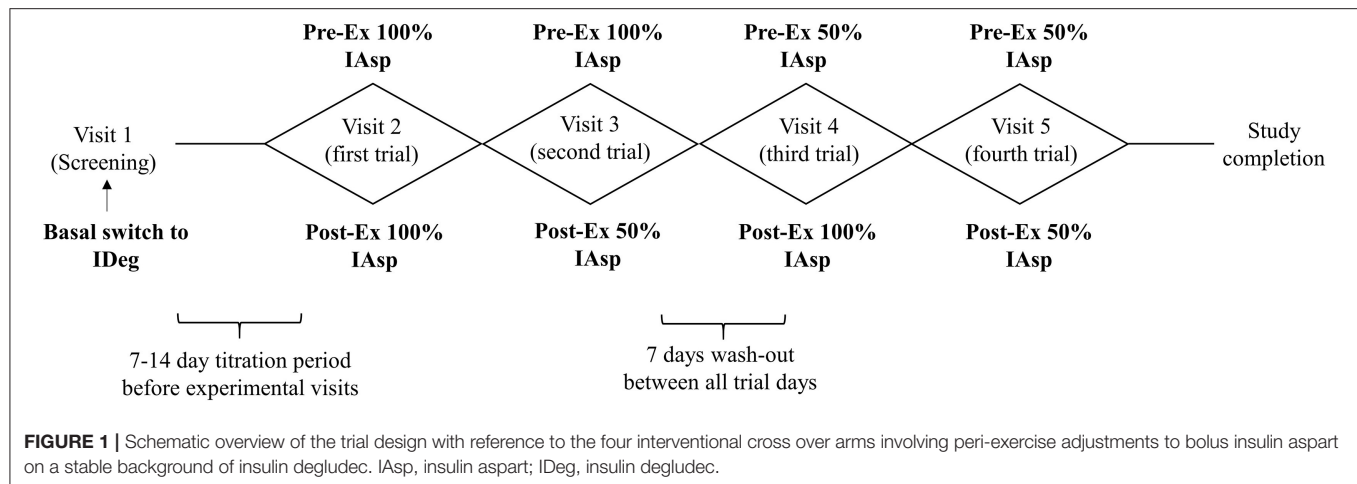 Pre-Ex 100%
IAsp
Pre-Ex 100%
IAsp
Pre-Ex 50%
IAsp
Pre-Ex 50%
IAsp
Visit 1
(Screening)
Visit 2
(first trial)
Visit 3
(second trial)
Visit 4
(third trial)
Visit 5
(fourth trial)
Study
completion
Basal switch to
IDeg
Post-Ex 100%
IAsp
Post-Ex 50%
IAsp
Post-Ex 100%
IAsp
Post-Ex 50%
IAsp
7-14 day titration period
before experimental visits
7 days wash-out
between all trial days
FIGURE 1 | Schematic overview of the trial design with reference to the four interventional cross over arms involving peri-exercise adjustments to bolus insulin aspart
on a stable background of insulin degludec. IAsp, insulin aspart; IDeg, insulin degludec.